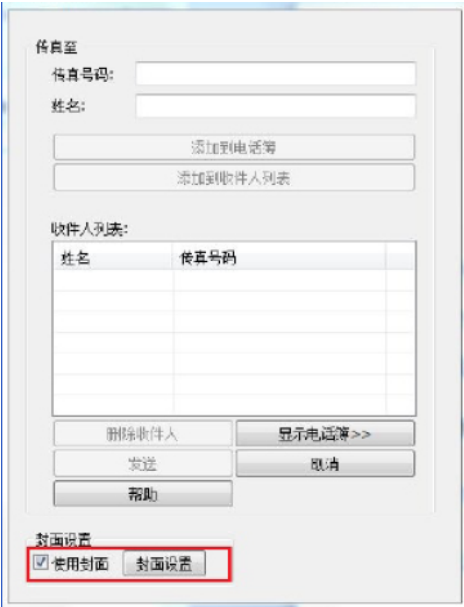 传真至
传真号码:
姓名:
添加到电话簿
添加到收件人列表
收件人列表:
姓名 传真号码
删除收件人 显示电话簿>>
发送 取消
帮助
封面设置
使用封面 封面设置